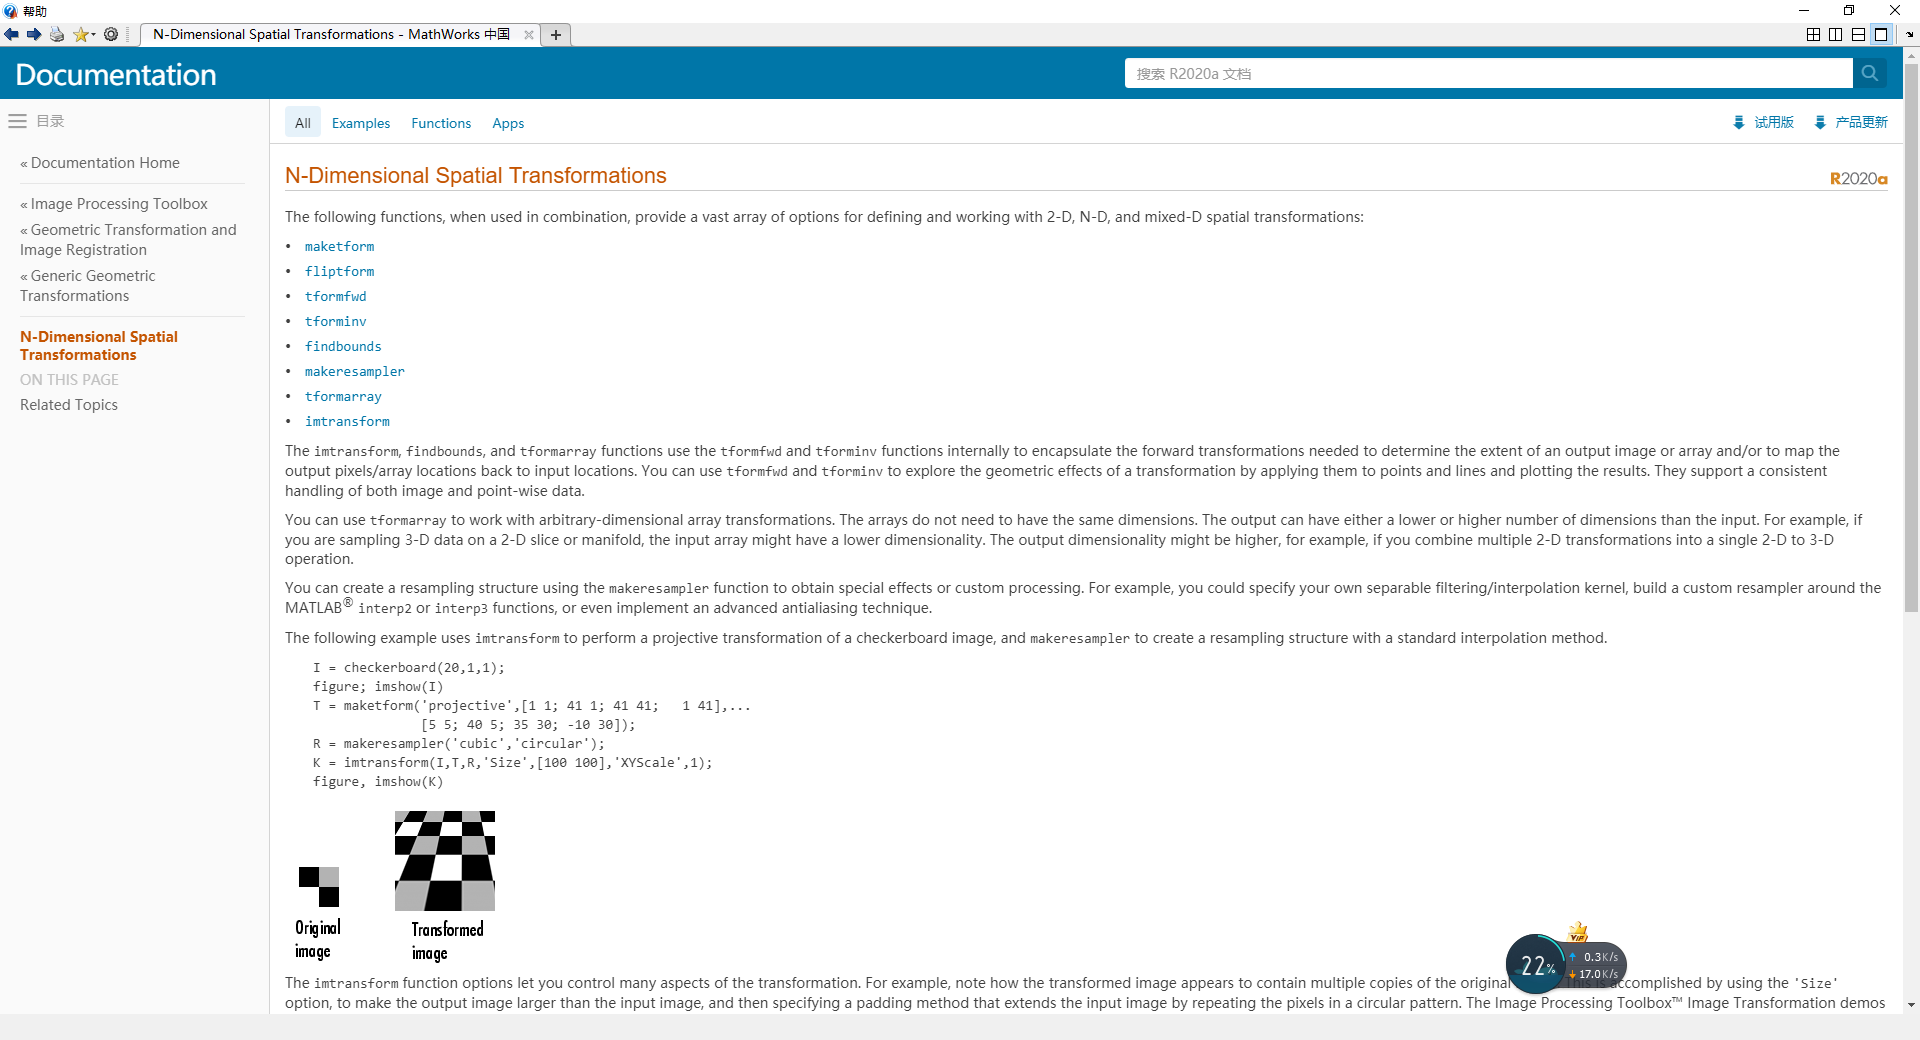 帮助
N-Dimensional Spatial Transformations - MathWorks 中国
Documentation
搜索 R2020a 文档
目录
All Examples Functions Apps
试用版 产品更新
« Documentation Home
« Image Processing Toolbox
« Geometric Transformation and
Image Registration
« Generic Geometric
Transformations
N-Dimensional Spatial
Transformations
ON THIS PAGE
Related Topics
N-Dimensional Spatial Transformations
R2020a
The following functions, when used in combination, provide a vast array of options for defining and working with 2-D, N-D, and mixed-D spatial transformations:
• maketform
• fliptform
• tformfwd
• tforminv
• findbounds
• makeresampler
• tformarray
• imtransform
The imtransform, findbounds, and tformarray functions use the tformfwd and tforminv functions internally to encapsulate the forward transformations needed to determine the extent of an output image or array and/or to map the
output pixels/array locations back to input locations. You can use tformfwd and tforminv to explore the geometric effects of a transformation by applying them to points and lines and plotting the results. They support a consistent
handling of both image and point-wise data.
You can use tformarray to work with arbitrary-dimensional array transformations. The arrays do not need to have the same dimensions. The output can have either a lower or higher number of dimensions than the input. For example, if
you are sampling 3-D data on a 2-D slice or manifold, the input array might have a lower dimensionality. The output dimensionality might be higher, for example, if you combine multiple 2-D transformations into a single 2-D to 3-D
operation.
You can create a resampling structure using the makeresampler function to obtain special effects or custom processing. For example, you could specify your own separable filtering/interpolation kernel, build a custom resampler around the
MATLAB® interp2 or interp3 functions, or even implement an advanced antialiasing technique.
The following example uses imtransform to perform a projective transformation of a checkerboard image, and makeresampler to create a resampling structure with a standard interpolation method.
I = checkerboard(20,1,1);
figure; imshow(I)
T = maketform('projective',[1 1; 41 1; 41 41;   1 41],...
[5 5; 40 5; 35 30; -10 30]);
R = makeresampler('cubic','circular');
K = imtransform(I,T,R,'Size',[100 100],'XYScale',1);
figure, imshow(K)
Original
image
Transformed
image
The imtransform function options let you control many aspects of the transformation. For example, note how the transformed image appears to contain multiple copies of the original This is accomplished by using the 'Size'
option, to make the output image larger than the input image, and then specifying a padding method that extends the input image by repeating the pixels in a circular pattern. The Image Processing Toolbox™ Image Transformation demos
VIP
22%
0.3K/s
17.0K/s